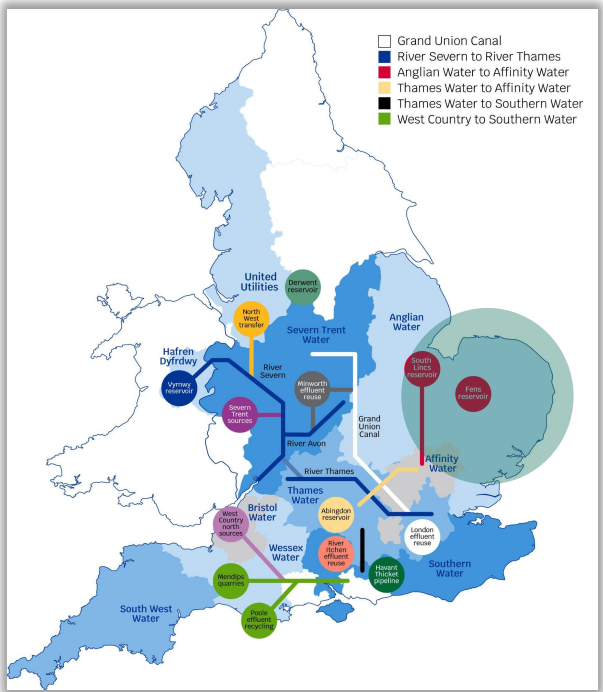 Grand Union Canal
River Severn to River Thames
Anglian Water to Affinity Water
Thames Water to Affinity Water
Thames Water to Southern Water
West Country to Southern Water
United
Utilities
Derwent
reservoir
North
West
transfer
Severn Trent
Water
Anglian
Water
Hafren
Dyfrdwy
River
Severn
South
Lincs
reservoir
Vyrnwy
reservoir
Minworth
effluent
reuse
Fens
reservoir
Severn
Trent
sources
Grand
Union
Canal
River Avon
Affinity
Water
River Thames
Thames
Water
Bristol
Water
West
Country
north
sources
Abingdon
reservoir
London
effluent
reuse
Wessex
Water
River
Itchen
effluent
reuse
Southern
Water
Havant
Thicket
pipeline
Mendips
quarries
South West
Water
Poole
effluent
recycling